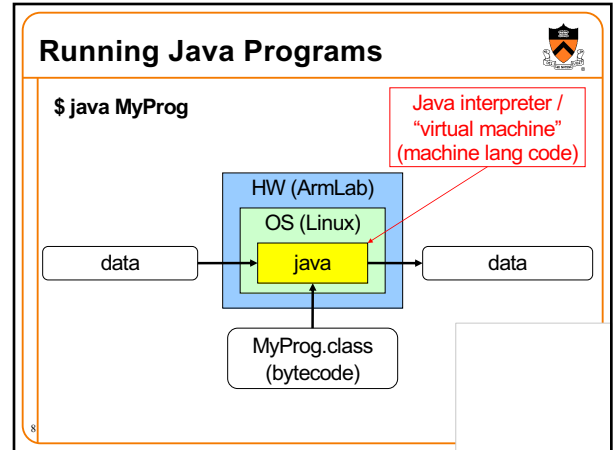 Running Java Programs
$ java MyProg
Java interpreter /
“virtual machine”
(machine lang code)
HW (ArmLab)
OS (Linux)
data
java
data
MyProg.class
(bytecode)
8